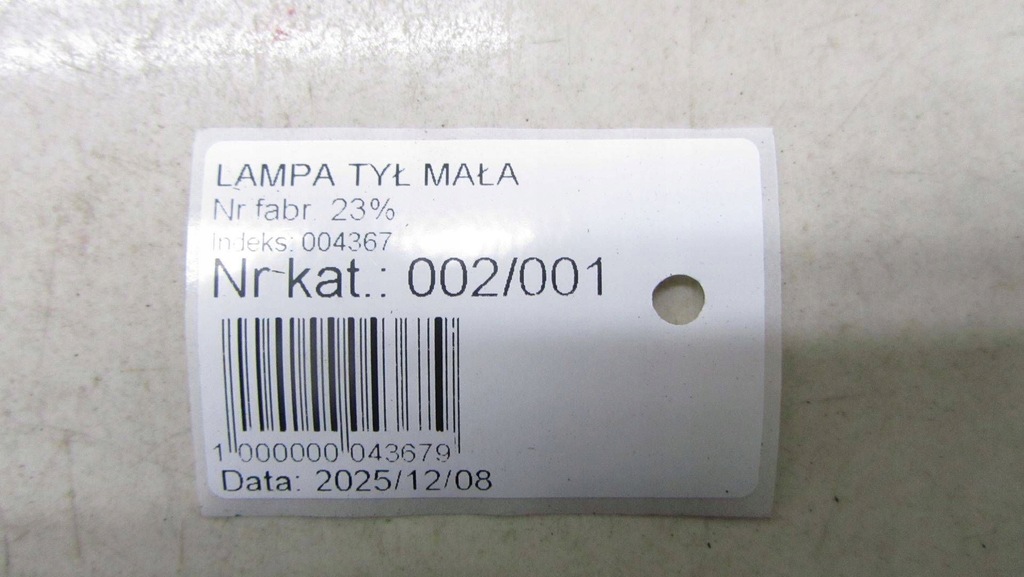 LAMPA TYŁ MAŁA
Nr fabr. 23%
Indeks: 004367
Nr kat.: 002/001
1 000000 043679
Data: 2025/12/08